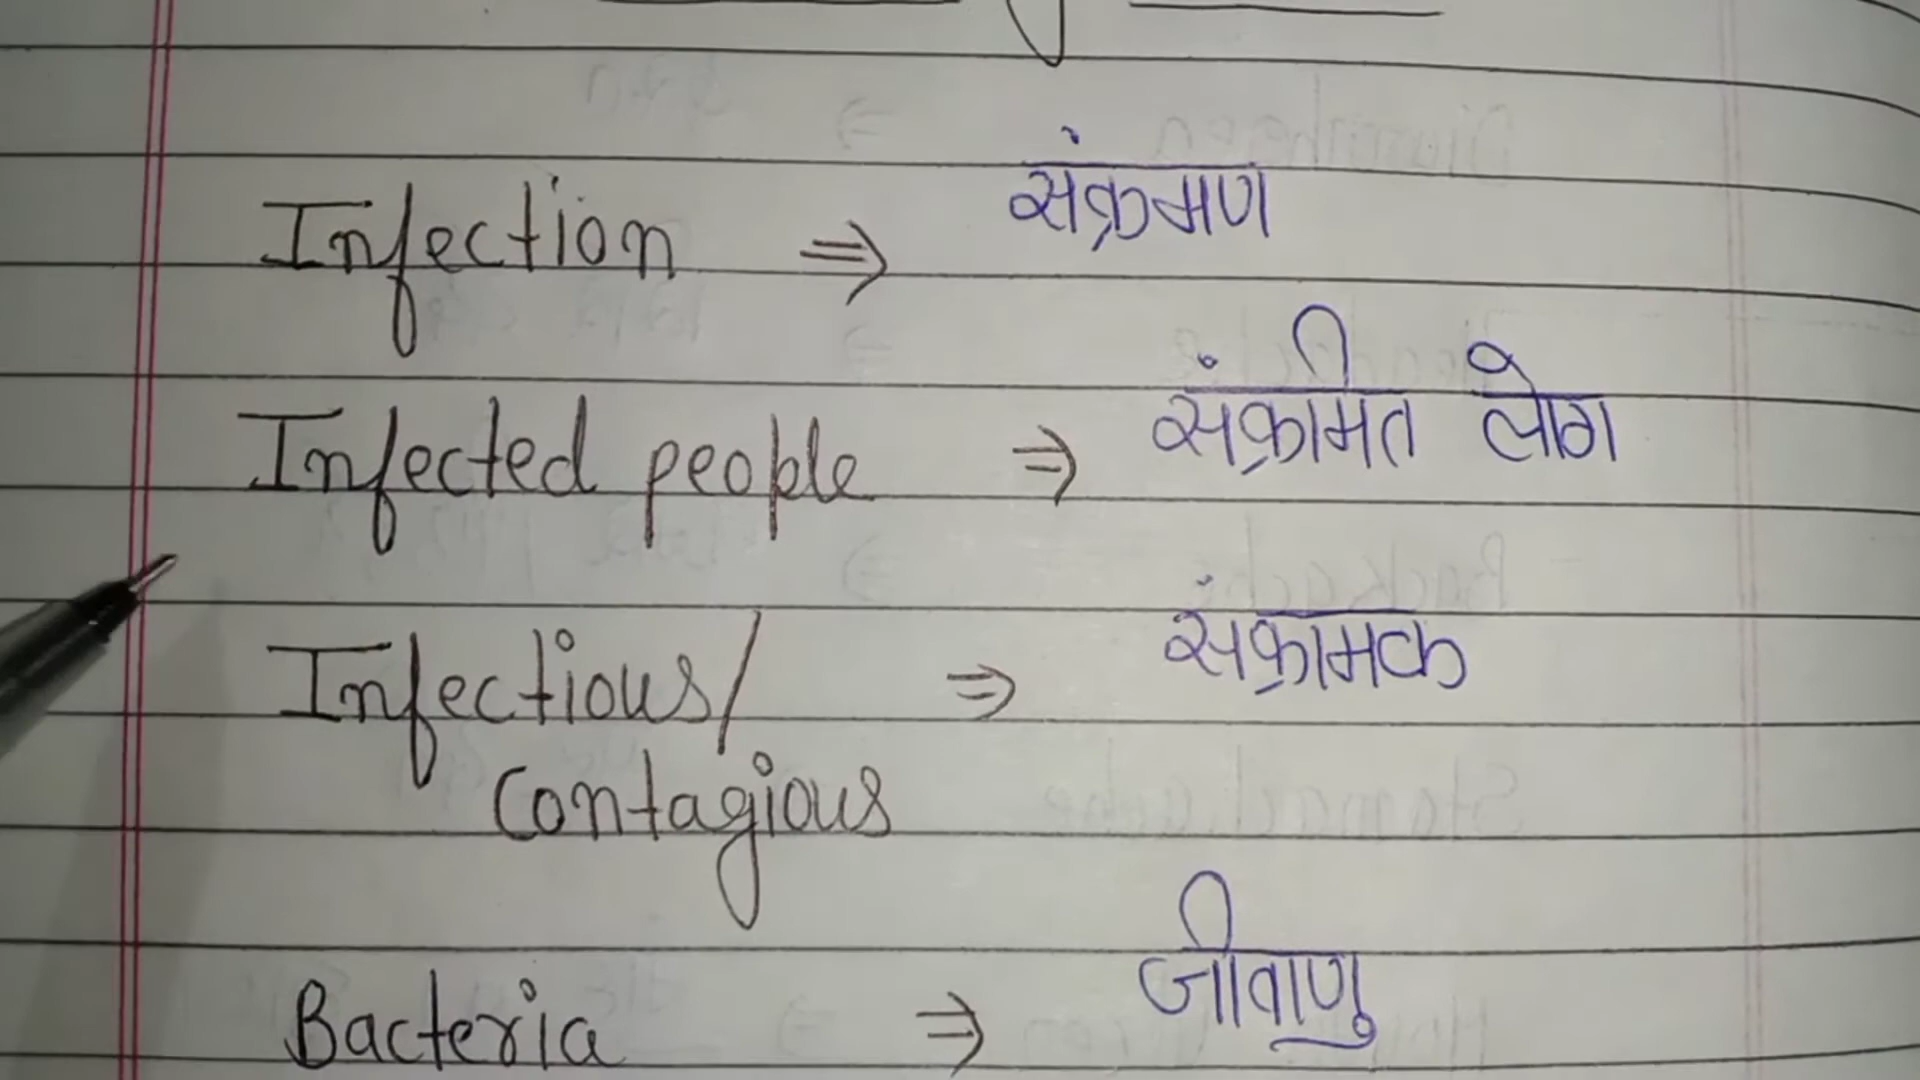 Infection ⇒ संक्रमण
Infected people ⇒ संक्रमित लोग
Infectious/ ⇒ संक्रामक
Contagious
Bacteria ⇒ जीवाणु